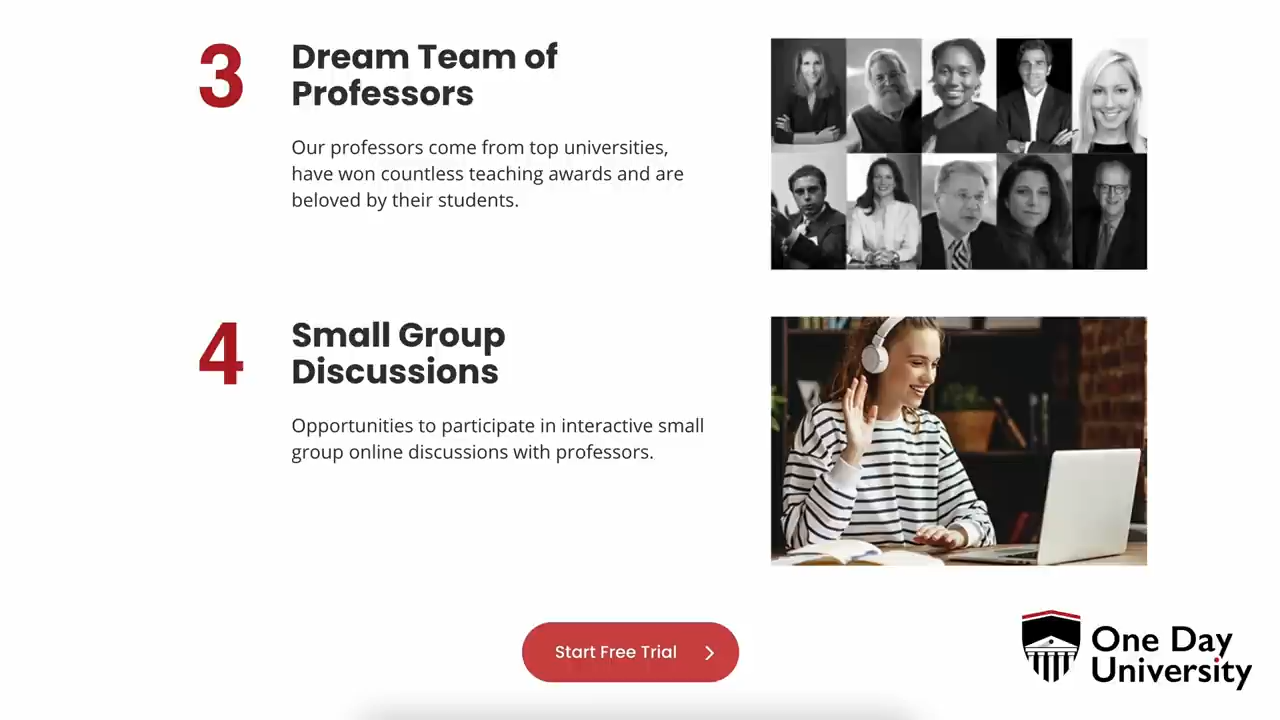 3
Dream Team of
Professors
Our professors come from top universities,
have won countless teaching awards and are
beloved by their students.
4
Small Group
Discussions
Opportunities to participate in interactive small
group online discussions with professors.
Start Free Trial
One Day
University